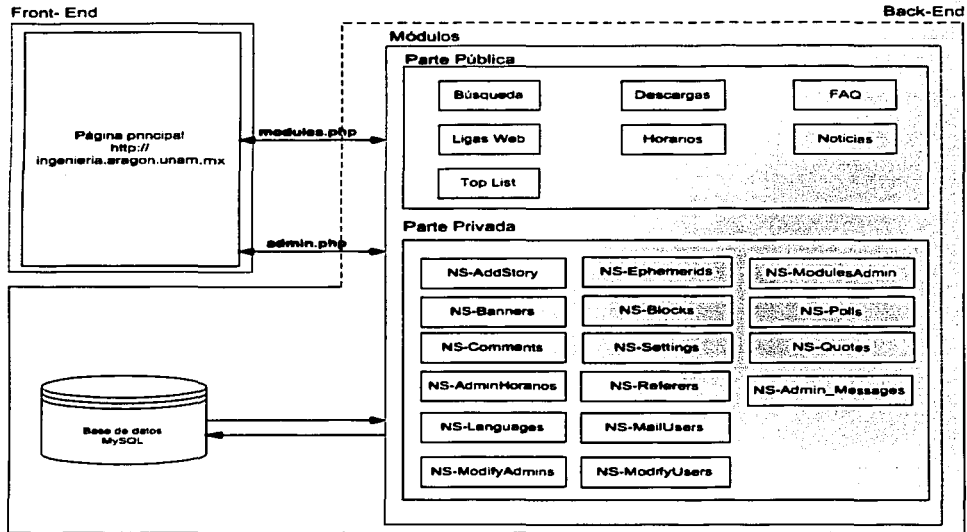 Front- End
Back-End
Módulos
Parte Pública
Búsqueda
Descargas
FAQ
Página principal
http://
ingenieria.aragon.unam.mx
modules.php
Ligas Web
Horarios
Noticias
Top List
admin.php
Parte Privada
NS-AddStory
NS-Ephemerids
NS-ModulesAdmin
NS-Banners
NS-Blocks
NS-Polls
NS-Comments
NS-Settings
NS-Quotes
NS-AdminHorarios
NS-Referers
NS-Admin_Messages
Base de datos
MySQL
NS-Languages
NS-MailUsers
NS-ModifyAdmins
NS-ModifyUsers